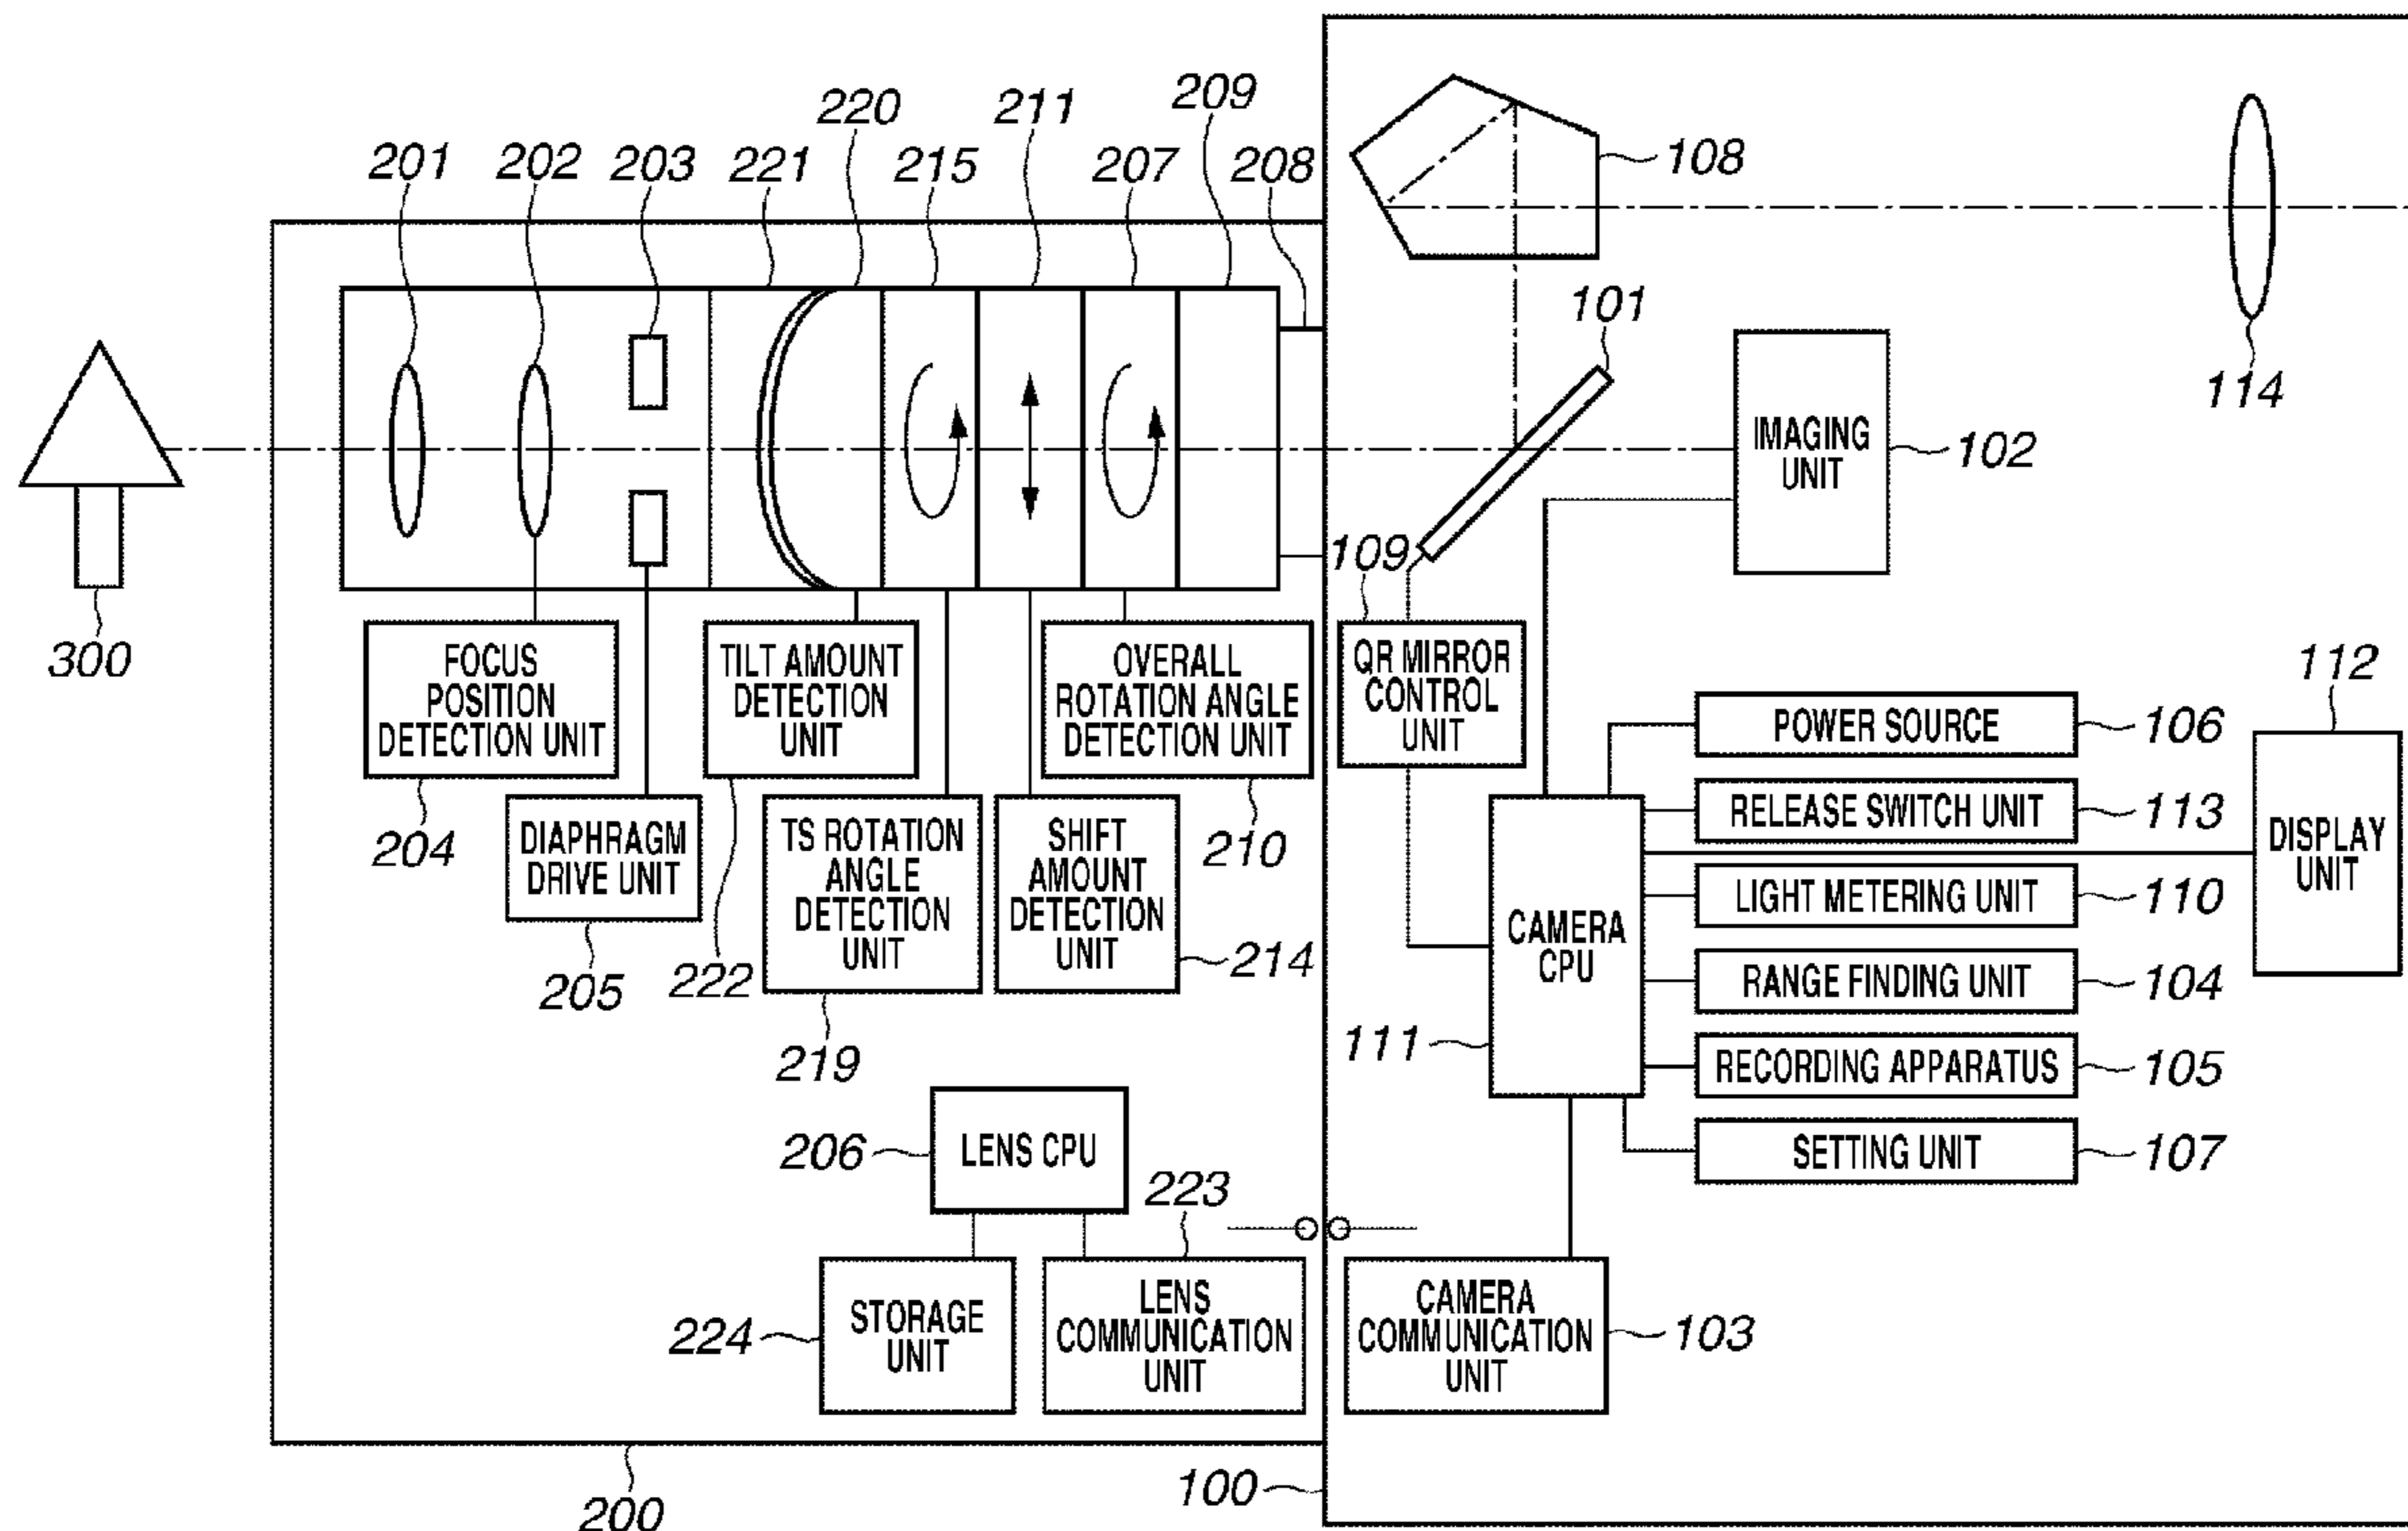 209
220
211
201
202
203
221
215
207
208
108
101
114
IMAGING
UNIT
102
109
300
FOCUS
POSITION
DETECTION UNIT
TILT AMOUNT
DETECTION
UNIT
OVERALL
ROTATION ANGLE
DETECTION UNIT
QR MIRROR
CONTROL
UNIT
112
POWER SOURCE
106
RELEASE SWITCH UNIT
113
DISPLAY
UNIT
LIGHT METERING UNIT
110
RANGE FINDING UNIT
104
RECORDING APPARATUS
105
SETTING UNIT
107
CAMERA
CPU
111
204
DIAPHRAGM
DRIVE UNIT
205
222
TS ROTATION
ANGLE
DETECTION
UNIT
219
SHIFT
AMOUNT
DETECTION
UNIT
214
210
206
LENS CPU
223
224
STORAGE
UNIT
LENS
COMMUNICATION
UNIT
CAMERA
COMMUNICATION
UNIT
103
200
100